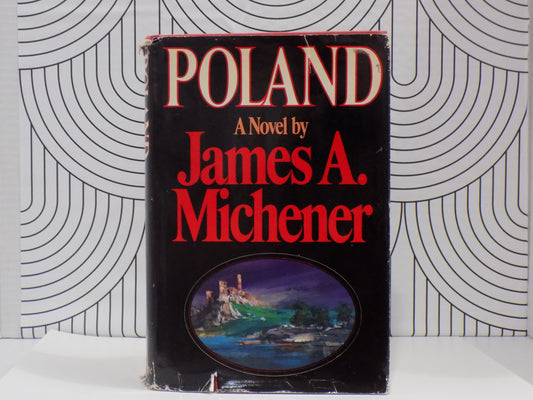 POLAND
A Novel by
James A.
Michener